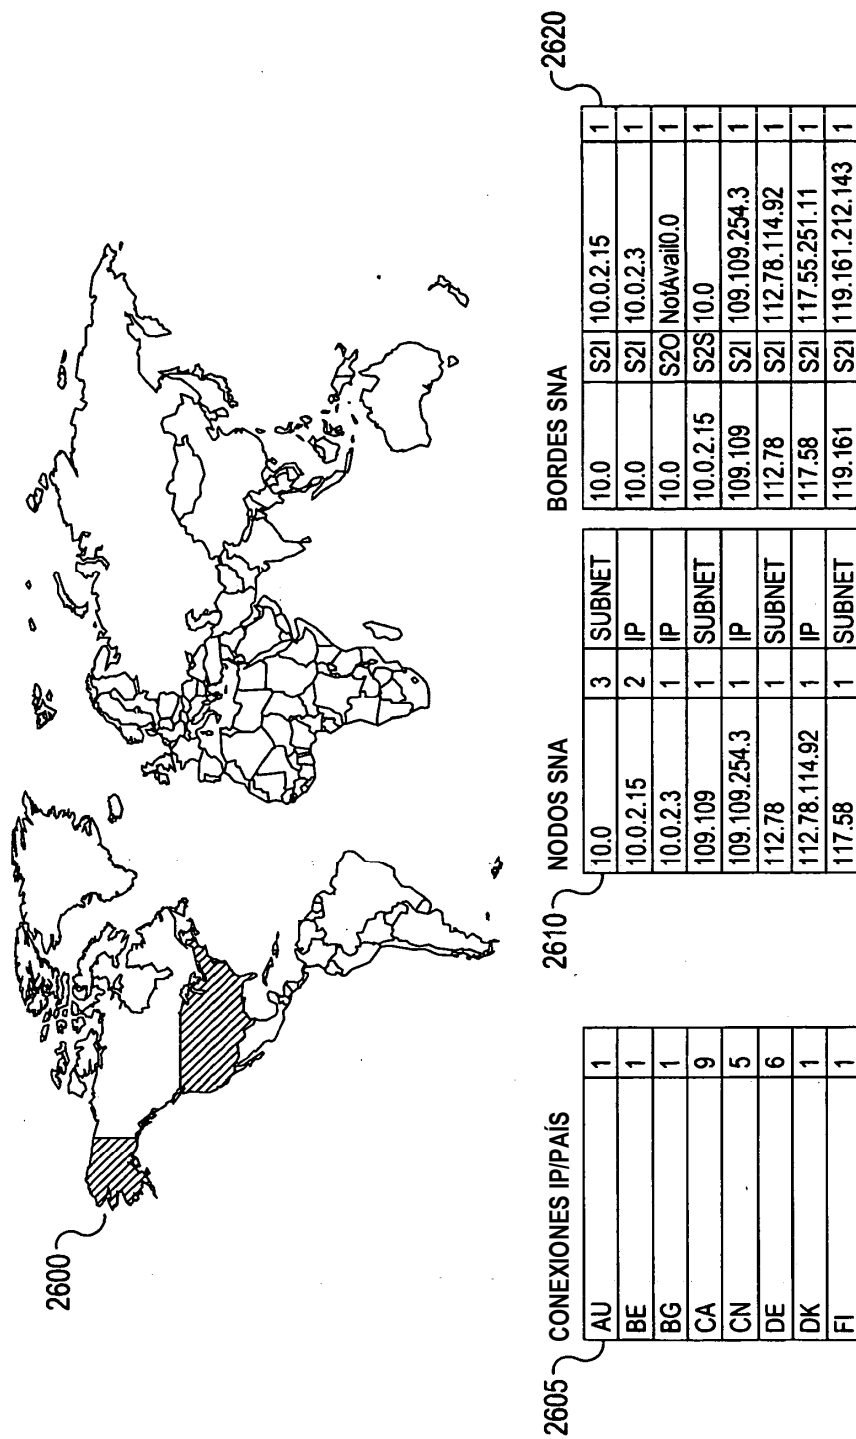 2600
2605
CONEXIONES IP/PAÍS
AU 1
BE 1
BG 1
CA 9
CN 5
DE 6
DK 1
FI 1
2610
NODOS SNA
10.0 3 SUBNET
10.0.2.15 2 IP
10.0.2.3 1 IP
109.109 1 SUBNET
109.109.254.3 1 IP
112.78 1 SUBNET
112.78.114.92 1 IP
117.58 1 SUBNET
2620
BORDES SNA
10.0 S2I 10.0.2.15 1
10.0 S2I 10.0.2.3 1
10.0 S2O NotAvail0.0 1
10.0.2.15 S2S 10.0 1
109.109 S2I 109.109.254.3 1
112.78 S2I 112.78.114.92 1
117.58 S2I 117.55.251.11 1
119.161 S2I 119.161.212.143 1